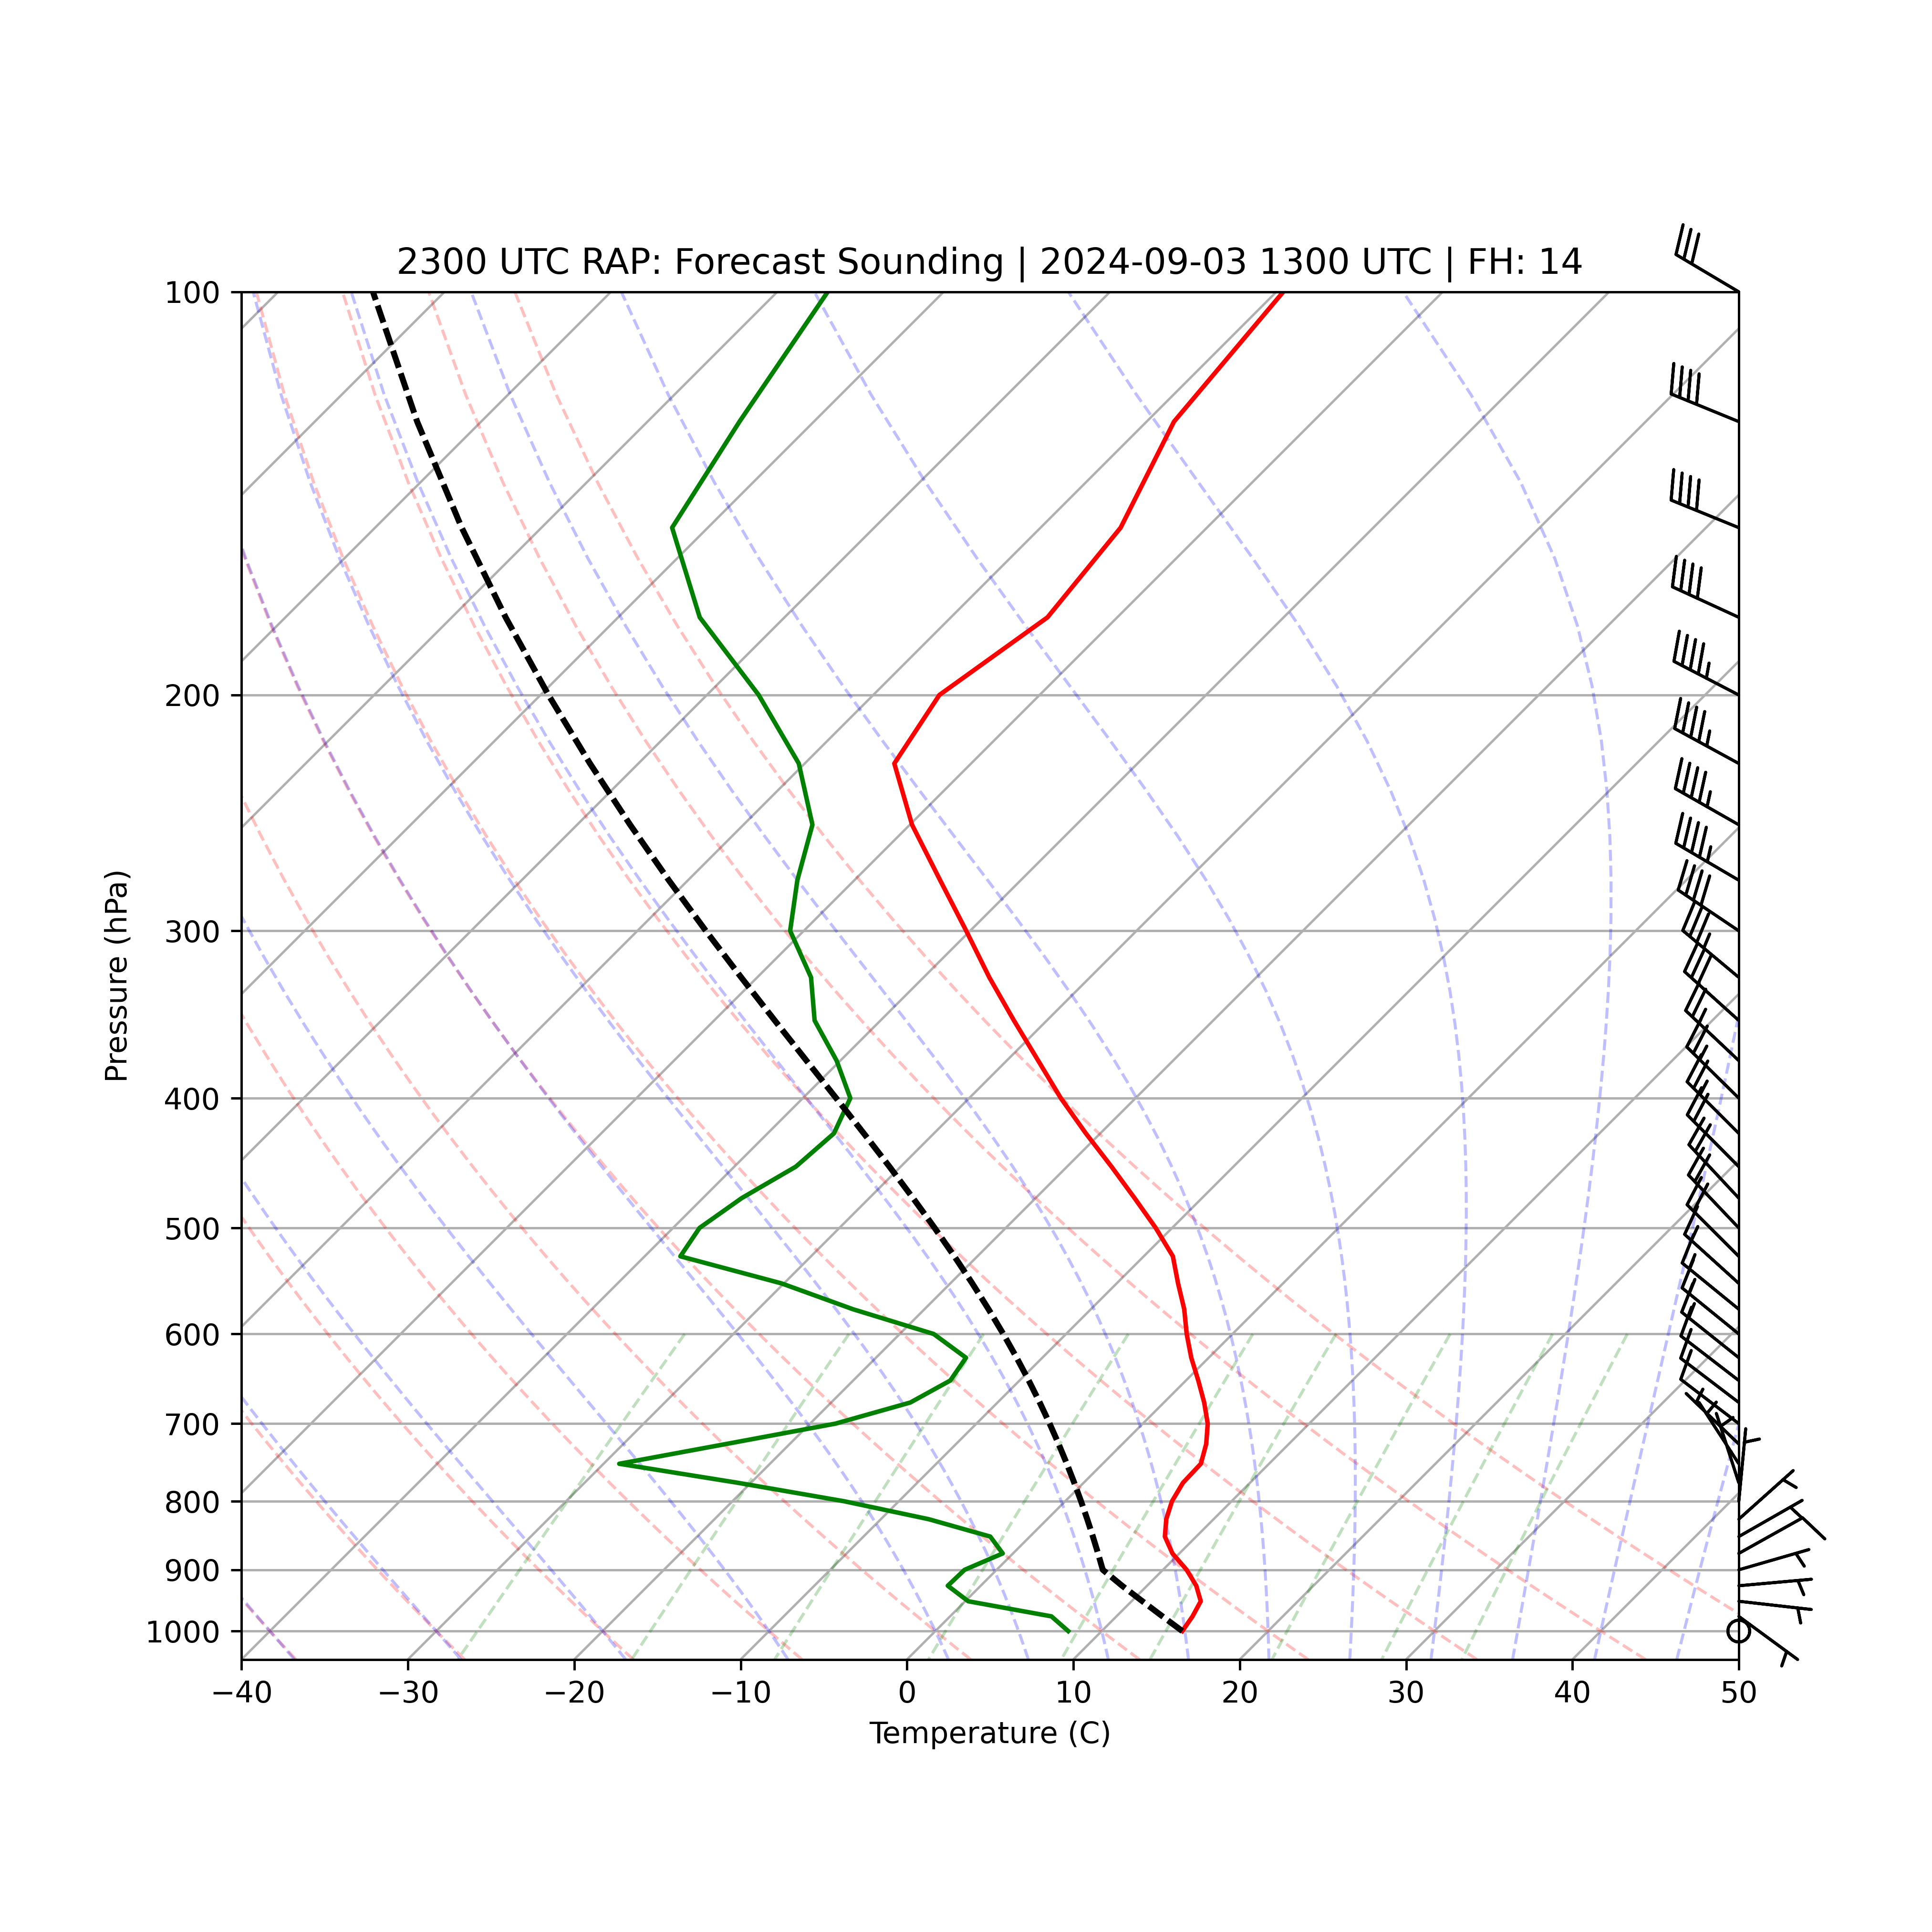 2300 UTC RAP: Forecast Sounding | 2024-09-03 1300 UTC | FH: 14
100
200
300
400
500
600
700
800
900
1000
Pressure (hPa)
−40 −30 −20 −10 0 10 20 30 40 50
Temperature (C)